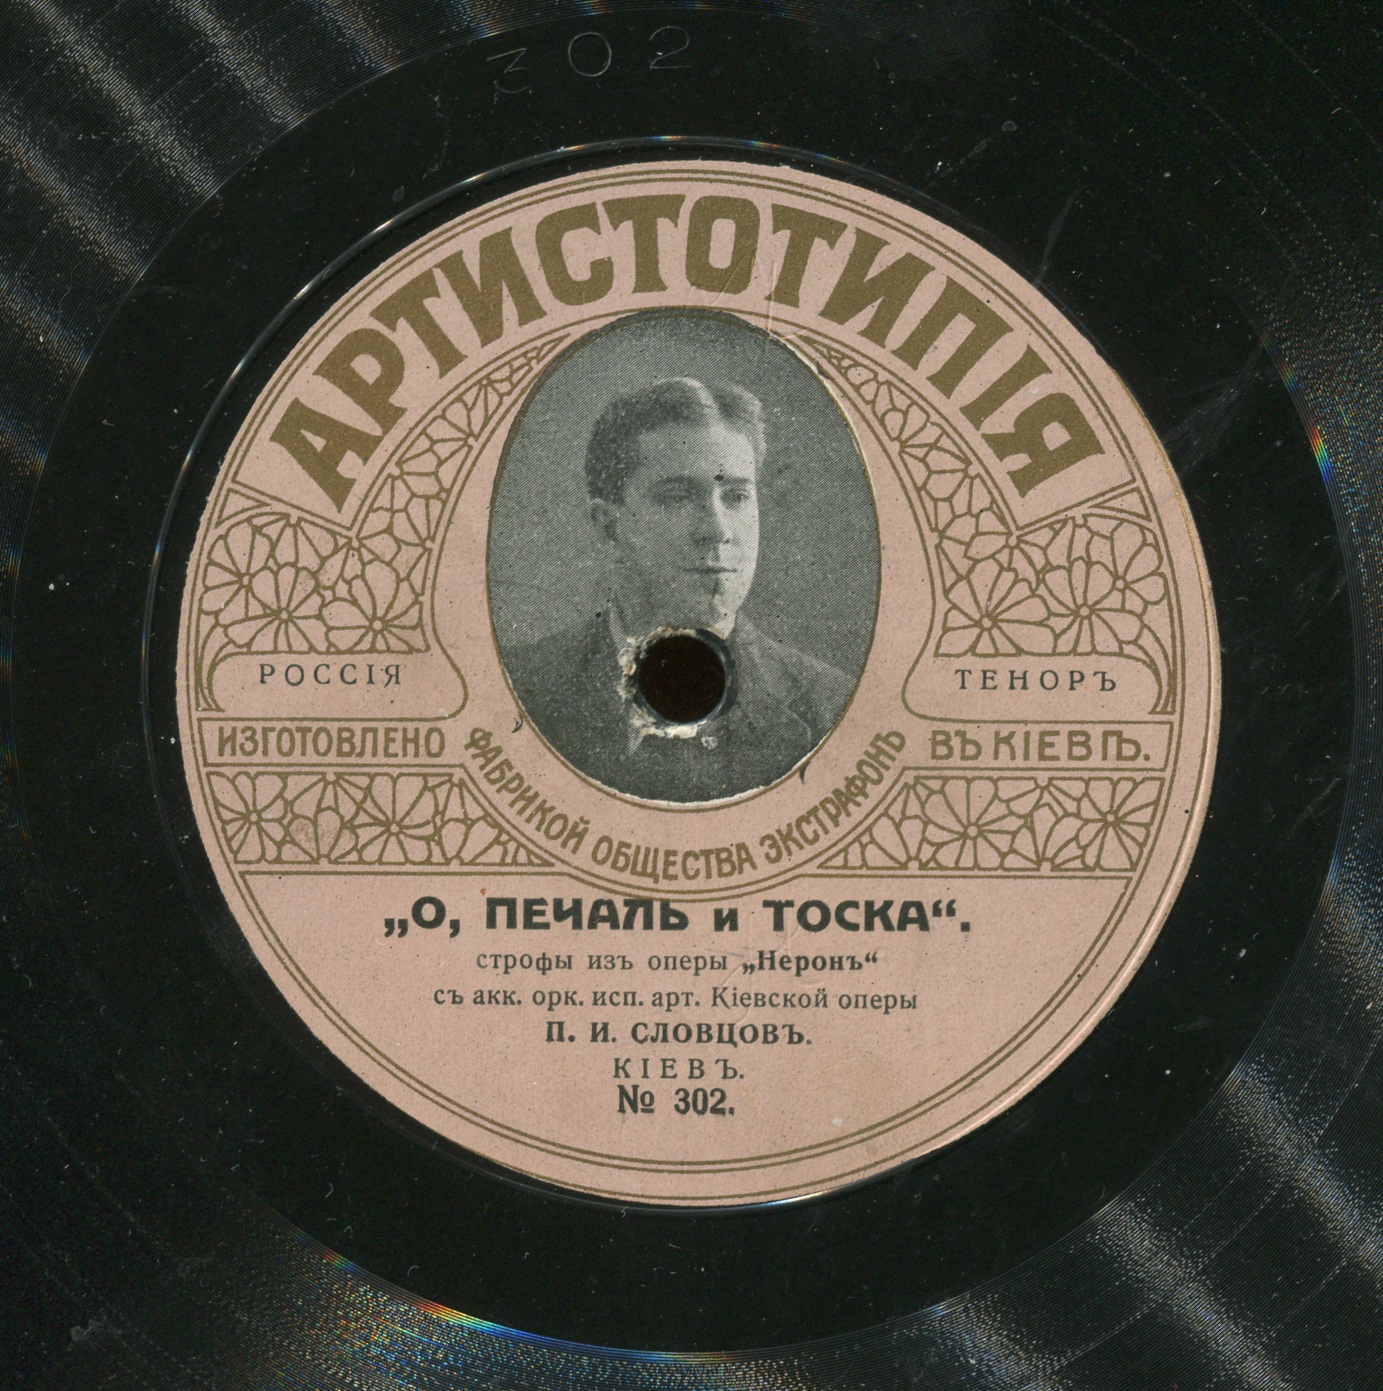 302
АРТИСТОТИПІЯ
РОССІЯ
ТЕНОРЪ
ИЗГОТОВЛЕНО
ФАБРИКОЙ ОБЩЕСТВА ЭКСТРАФОНЪ
ВЪ КІЕВѢ.
„О, ПЕЧАЛЬ и ТОСКА“.
строфы изъ оперы „Неронъ“
съ акк. орк. исп. арт. Кіевской оперы
П. И. СЛОВЦОВЪ.
КІЕВЪ.
№ 302.